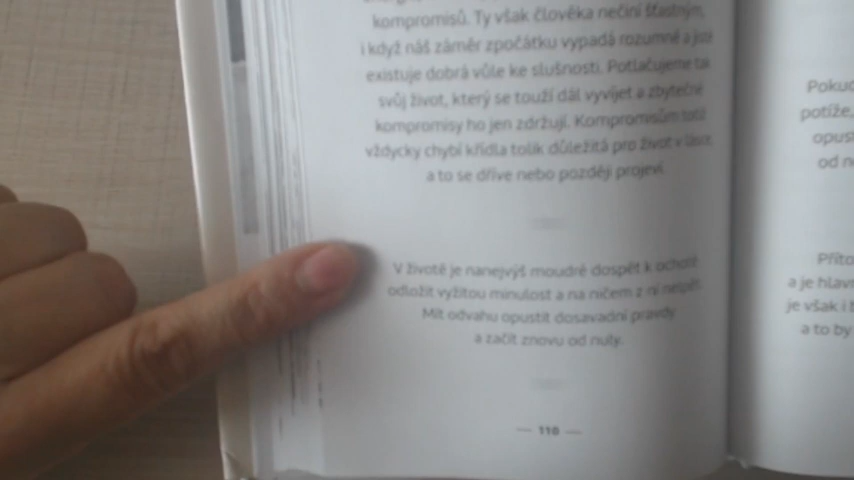 kompromisů. Ty však člověka nečiní šťastným,
i když náš záměr zpočátku vypadá rozumně a jistě
existuje dobrá vůle ke slušnosti. Potlačujeme tak
svůj život, který se touží dál vyvíjet a zbytečné
kompromisy ho jen zdržují. Kompromisům totiž
vždycky chybí křídla tolik důležitá pro život v lásce,
a to se dříve nebo později projeví.
V životě je nanejvýš moudré dospět k ochotě
odložit vyžitou minulost a na ničem z ní nelpět.
Mít odvahu opustit dosavadní pravdy
a začít znovu od nuly.
— 110 —
Pokud
potíže,
opust
od n
Příto
a je hlavn
je však i
a to by